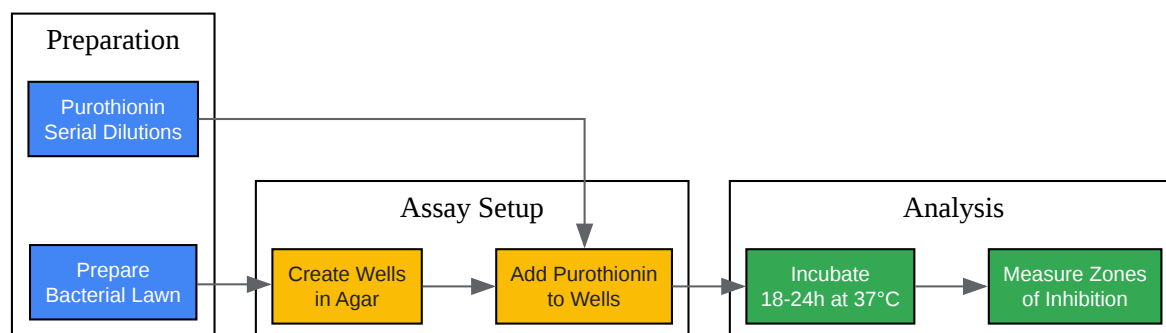 Preparation
Purothionin
Serial Dilutions
Prepare
Bacterial Lawn
Assay Setup
Create Wells
in Agar
Add Purothionin
to Wells
Analysis
Incubate
18-24h at 37°C
Measure Zones
of Inhibition